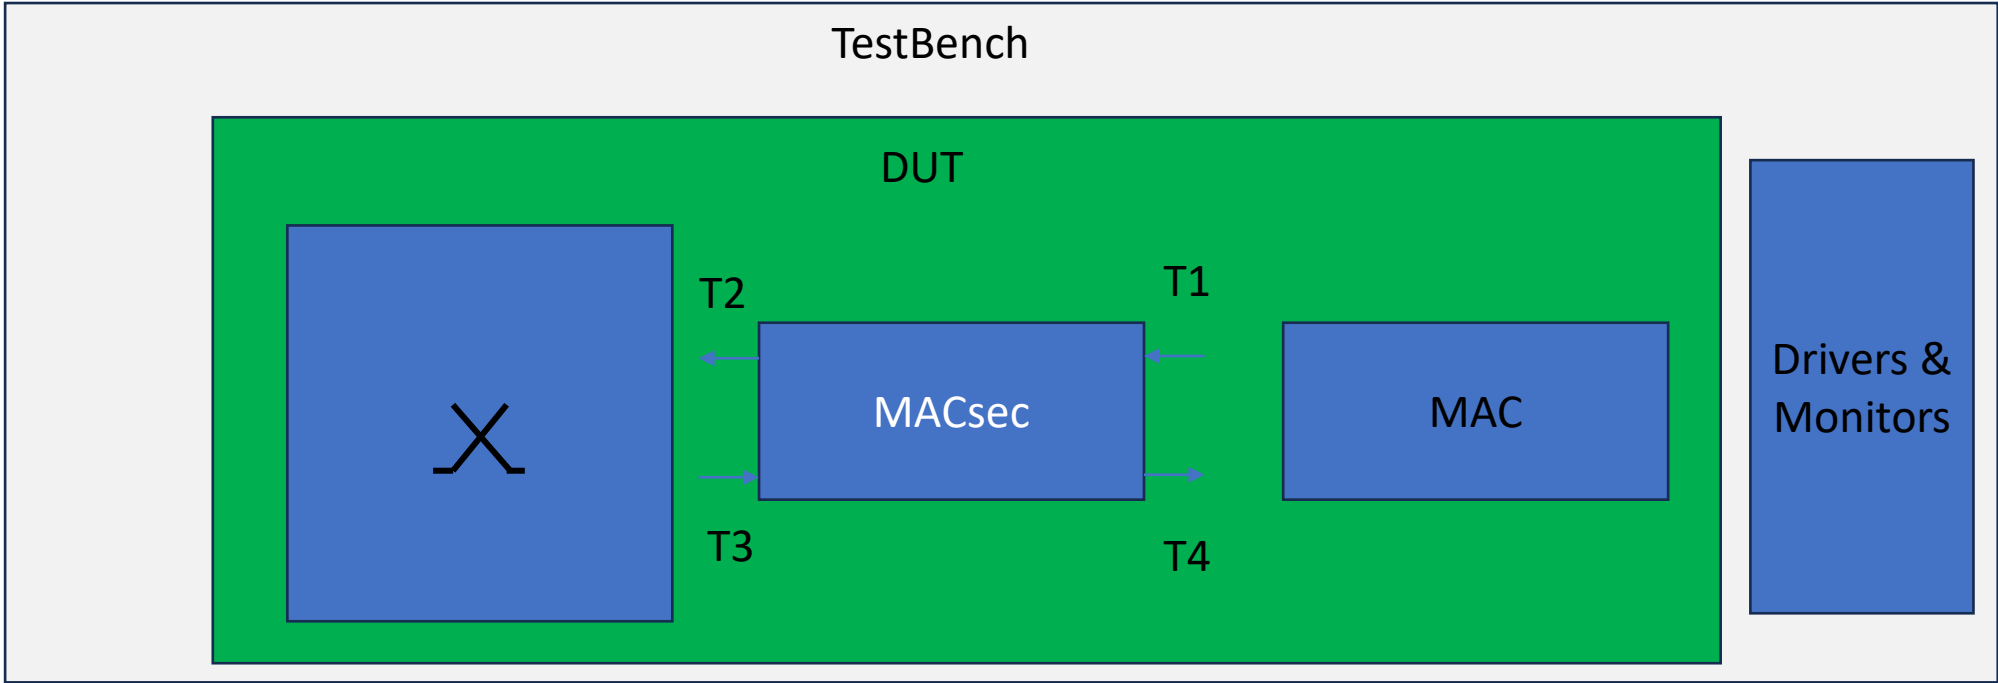 TestBench
DUT
T2
T1
MACsec
MAC
Drivers &
Monitors
T3
T4